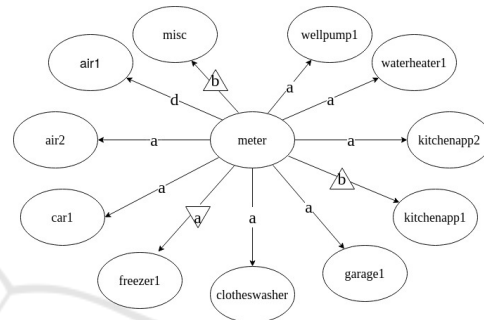 misc
wellpump1
air1
waterheater1
b
a
d
a
air2
a
meter
a
kitchenapp2
b
a
car1
a
a
a
kitchenapp1
freezer1
clotheswasher
garage1